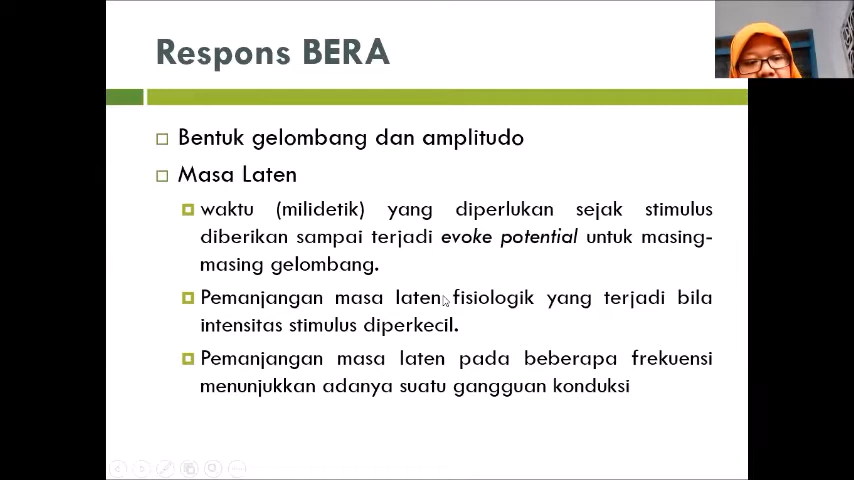 Respons BERA
Bentuk gelombang dan amplitudo
Masa Laten
waktu (milidetik) yang diperlukan sejak stimulus
diberikan sampai terjadi evoke potential untuk masing-
masing gelombang.
Pemanjangan masa laten fisiologik yang terjadi bila
intensitas stimulus diperkecil.
Pemanjangan masa laten pada beberapa frekuensi
menunjukkan adanya suatu gangguan konduksi